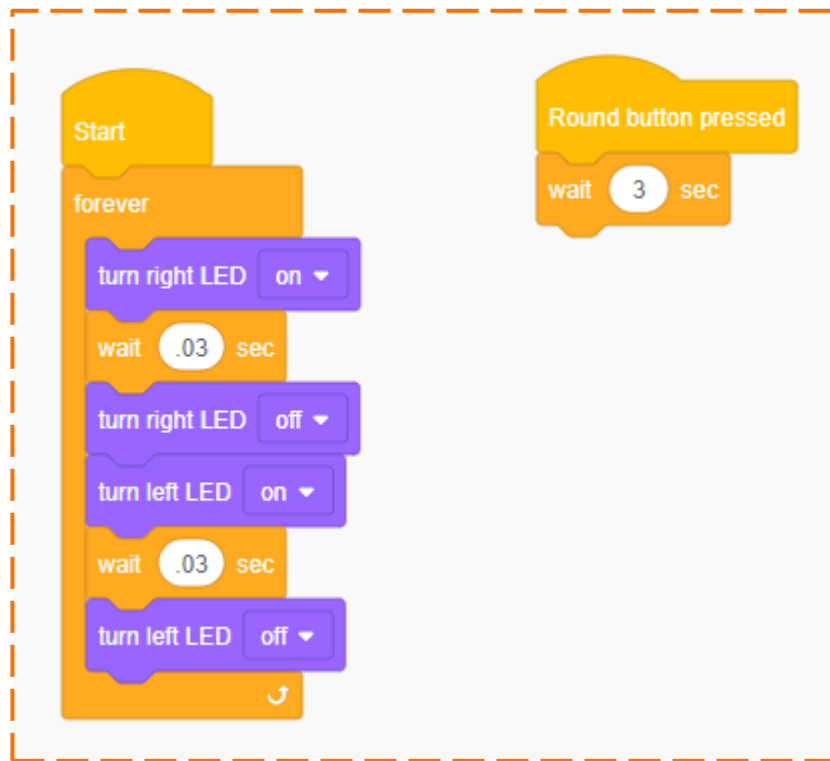 Start
forever
turn right LED on
wait .03 sec
turn right LED off
turn left LED on
wait .03 sec
turn left LED off
Round button pressed
wait 3 sec